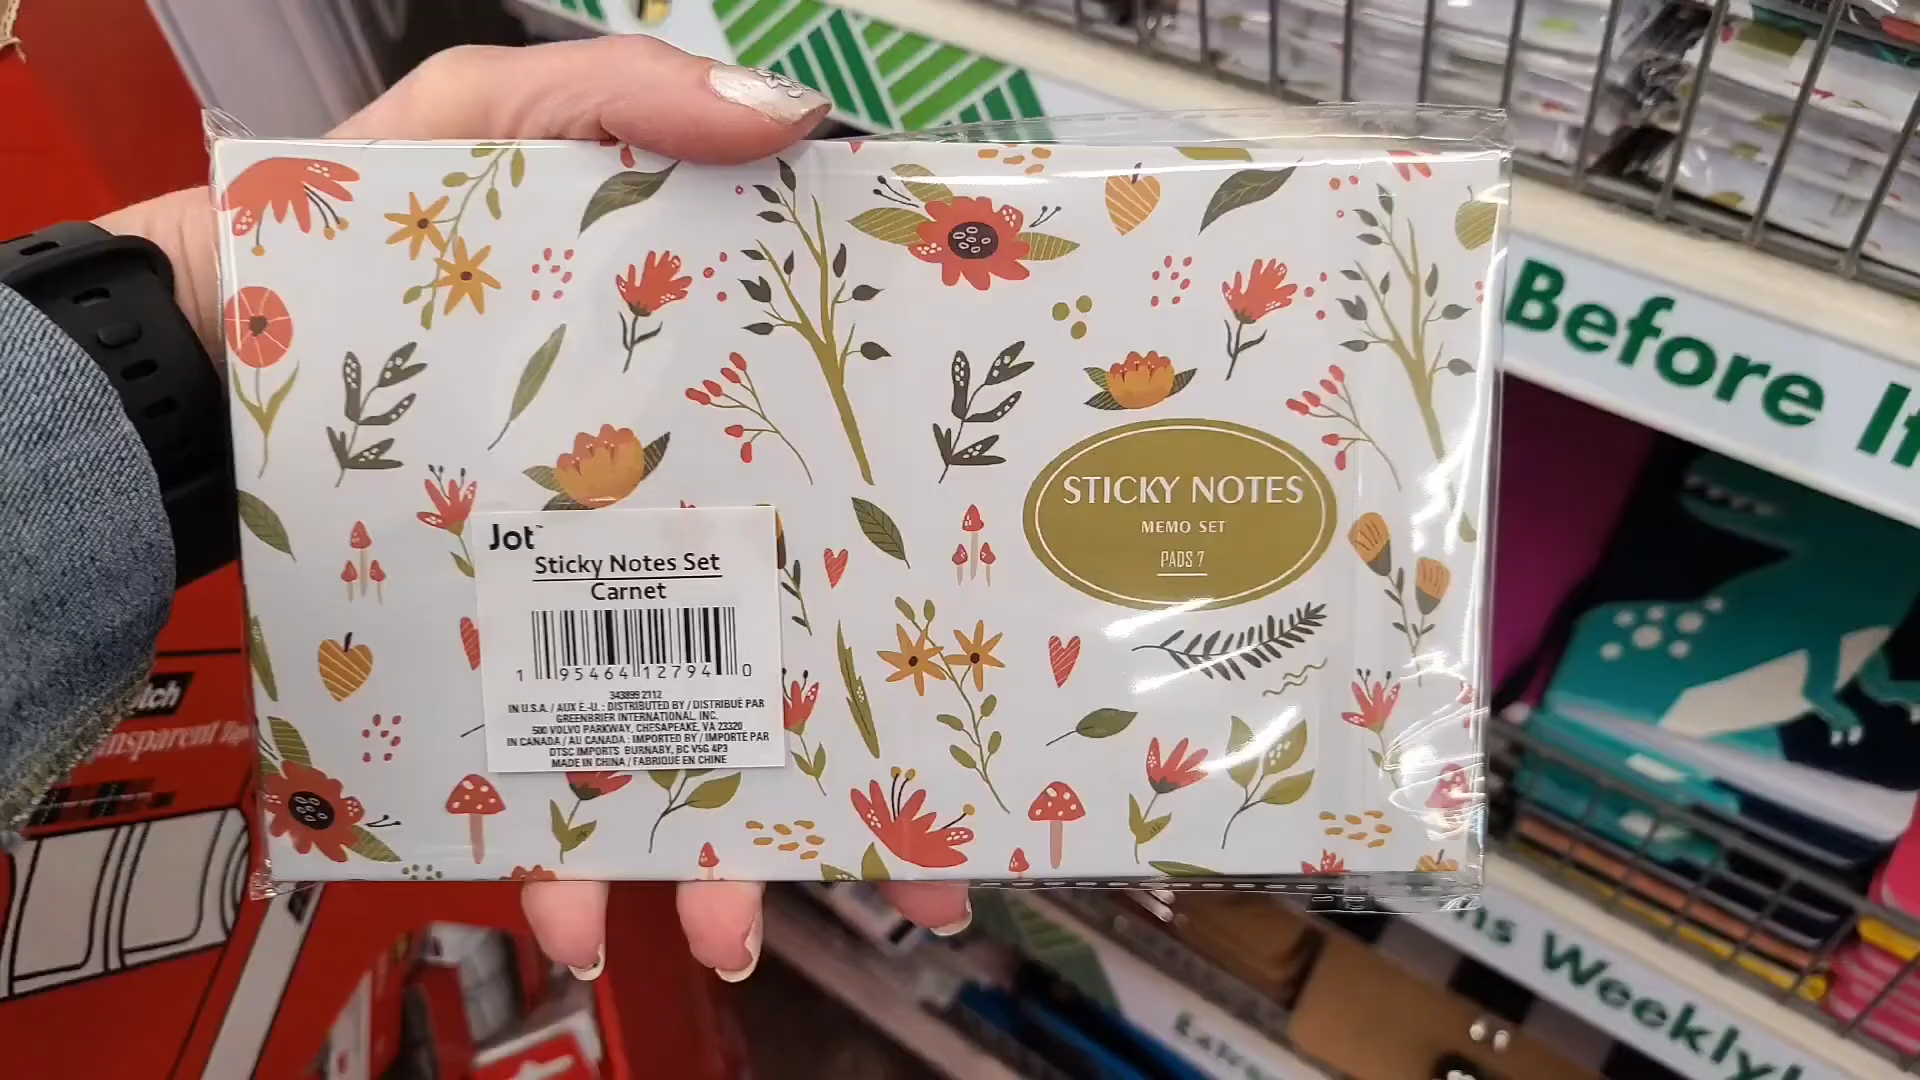 Before It
STICKY NOTES
MEMO SET
PADS 7
Jot™
Sticky Notes Set
Carnet
1 95464 12794 0
343899 2112
IN U.S.A. / AUX É.-U. : DISTRIBUTED BY / DISTRIBUÉ PAR
GREENBRIER INTERNATIONAL, INC.
500 VOLVO PARKWAY, CHESAPEAKE, VA 23320
IN CANADA / AU CANADA : IMPORTED BY / IMPORTÉ PAR
DTSC IMPORTS BURNABY, BC V5G 4P3
MADE IN CHINA / FABRIQUÉ EN CHINE
Weekly!